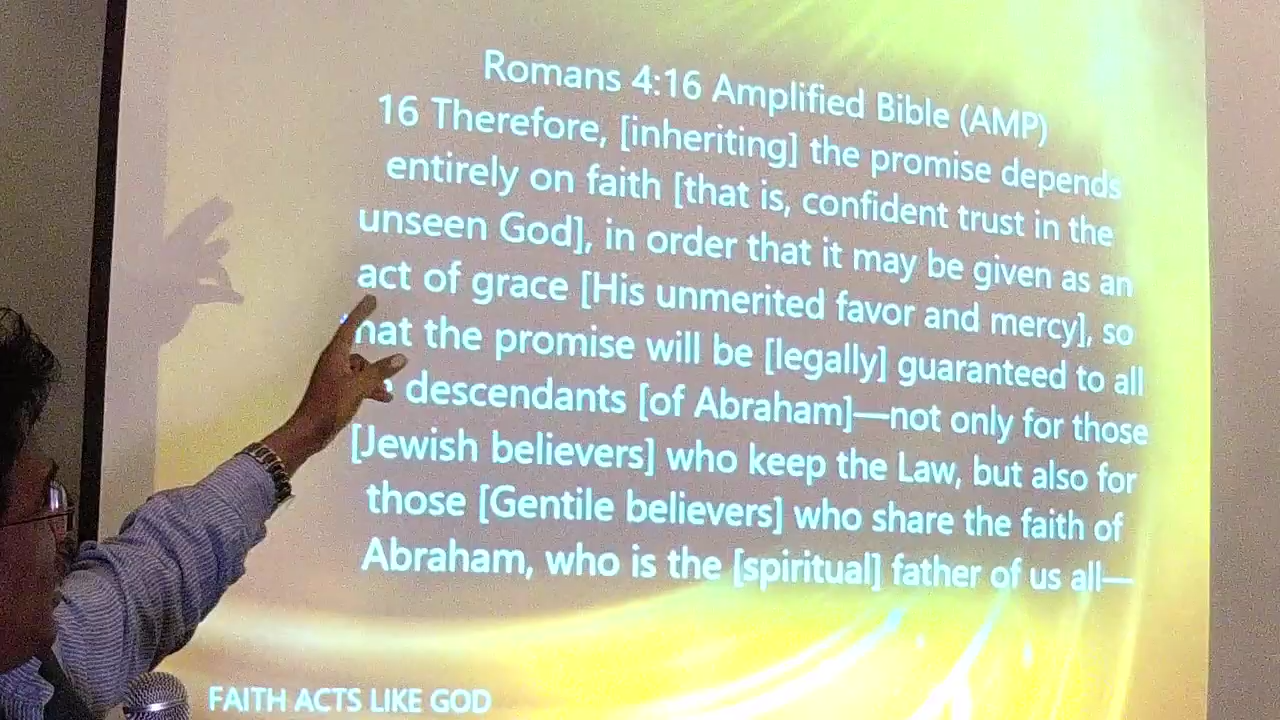 Romans 4:16 Amplified Bible (AMP)
16 Therefore, [inheriting] the promise depends
entirely on faith [that is, confident trust in the
unseen God], in order that it may be given as an
act of grace [His unmerited favor and mercy], so
that the promise will be [legally] guaranteed to all
descendants [of Abraham]—not only for those
[Jewish believers] who keep the Law, but also for
those [Gentile believers] who share the faith of
Abraham, who is the [spiritual] father of us all—
FAITH ACTS LIKE GOD